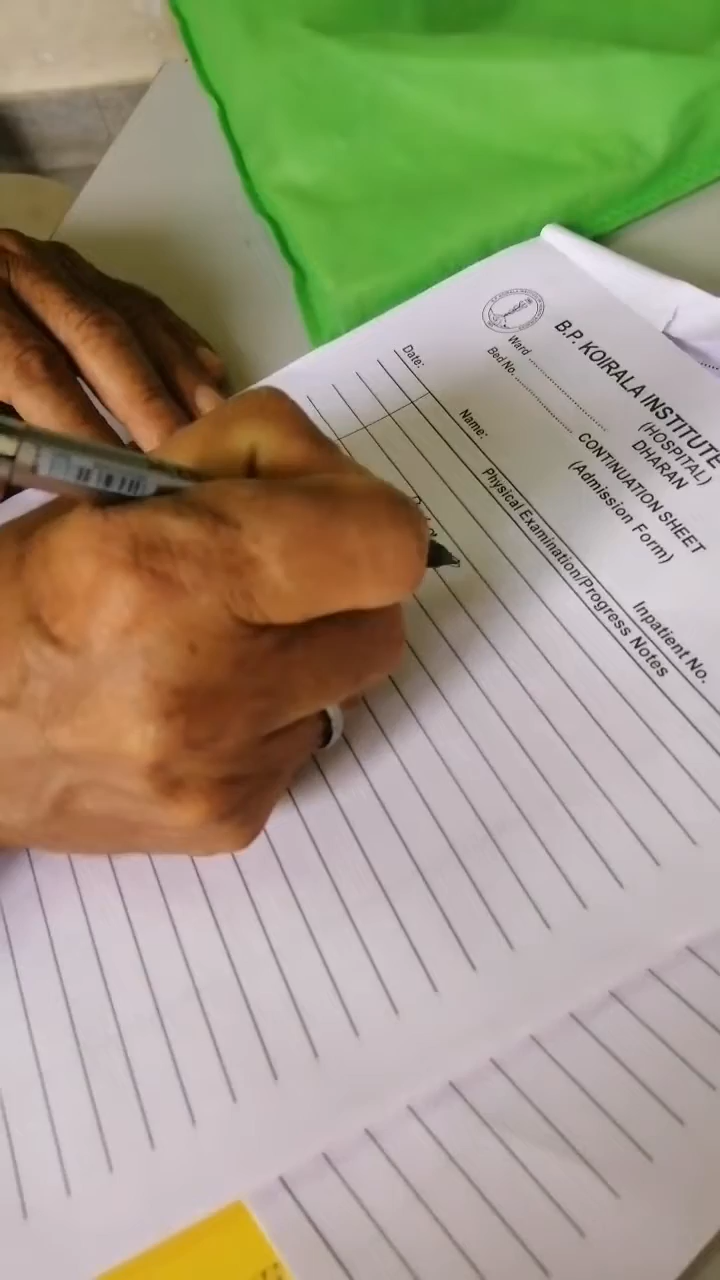 B.P. KOIRALA INSTITUTE
(HOSPITAL)
DHARAN
Ward ....................
Bed No. ....................
CONTINUATION SHEET
(Admission Form)
Inpatient No.
Date:
Name:
Physical Examination/Progress Notes